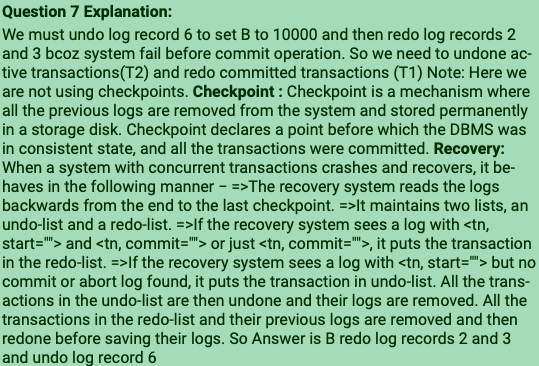 Question 7 Explanation:
We must undo log record 6 to set B to 10000 and then redo log records 2
and 3 bcoz system fail before commit operation. So we need to undone ac-
tive transactions(T2) and redo committed transactions (T1) Note: Here we
are not using checkpoints. Checkpoint : Checkpoint is a mechanism where
all the previous logs are removed from the system and stored permanently
in a storage disk. Checkpoint declares a point before which the DBMS was
in consistent state, and all the transactions were committed. Recovery:
When a system with concurrent transactions crashes and recovers, it be-
haves in the following manner − =>The recovery system reads the logs
backwards from the end to the last checkpoint. =>It maintains two lists, an
undo-list and a redo-list. =>If the recovery system sees a log with <tn,
start=""> and <tn, commit=""> or just <tn, commit="">, it puts the transaction
in the redo-list. =>If the recovery system sees a log with <tn, start=""> but no
commit or abort log found, it puts the transaction in undo-list. All the trans-
actions in the undo-list are then undone and their logs are removed. All the
transactions in the redo-list and their previous logs are removed and then
redone before saving their logs. So Answer is B redo log records 2 and 3
and undo log record 6